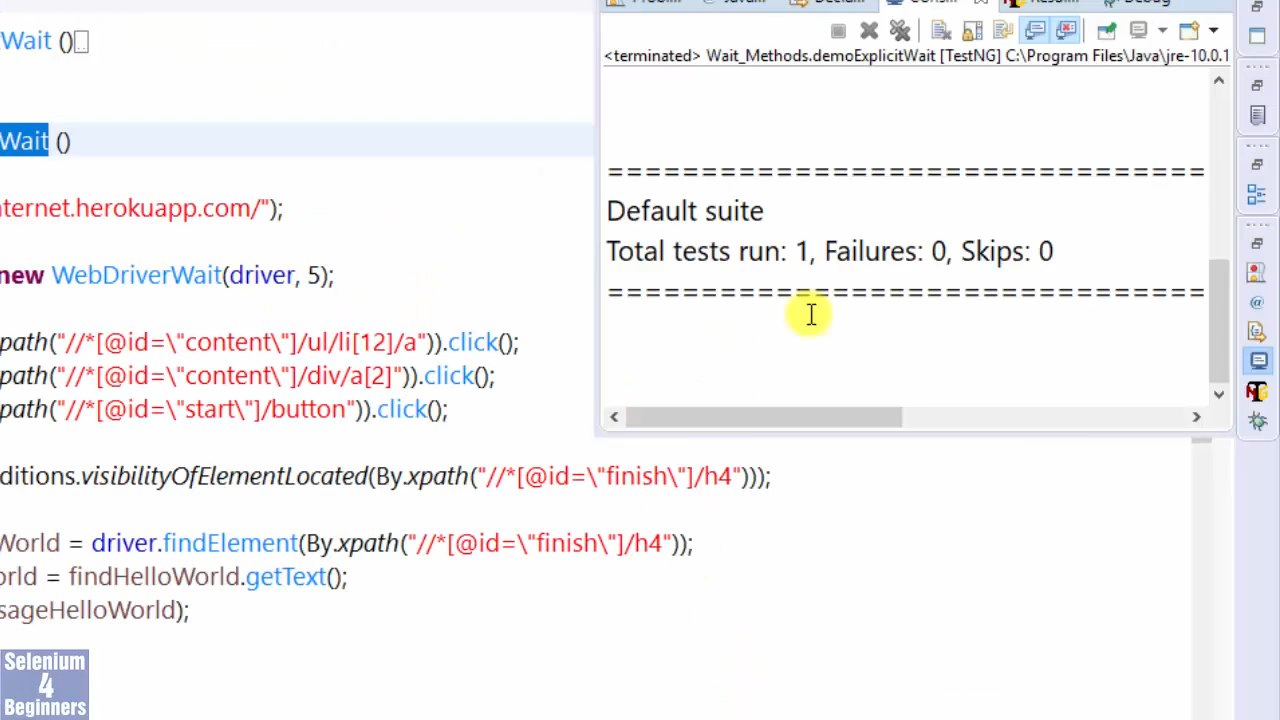 Wait ()
Wait ()
nternet.herokuapp.com/");
new WebDriverWait(driver, 5);
path("//*[@id=\"content\"]/ul/li[12]/a")).click();
path("//*[@id=\"content\"]/div/a[2]")).click();
path("//*[@id=\"start\"]/button")).click();
ditions.visibilityOfElementLocated(By.xpath("//*[@id=\"finish\"]/h4")));
World = driver.findElement(By.xpath("//*[@id=\"finish\"]/h4"));
orld = findHelloWorld.getText();
sageHelloWorld);
<terminated> Wait_Methods.demoExplicitWait [TestNG] C:\Program Files\Java\jre-10.0.1
===============================
Default suite
Total tests run: 1, Failures: 0, Skips: 0
===============================
Selenium
4
Beginners